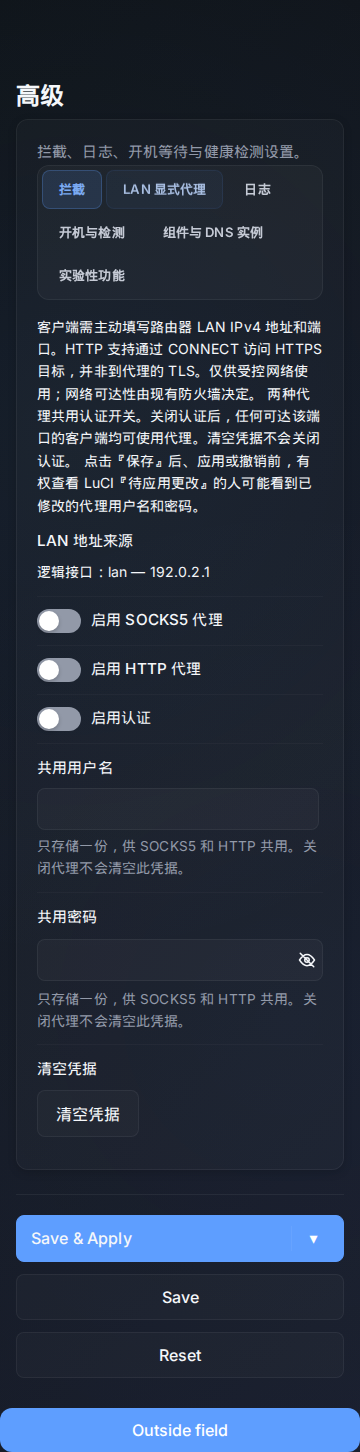 高级
拦截、日志、开机等待与健康检测设置。
拦截
LAN 显式代理
日志
开机与检测
组件与 DNS 实例
实验性功能
客户端需主动填写路由器 LAN IPv4 地址和端
口。HTTP 支持通过 CONNECT 访问 HTTPS
目标，并非到代理的 TLS。仅供受控网络使
用；网络可达性由现有防火墙决定。 两种代
理共用认证开关。关闭认证后，任何可达该端
口的客户端均可使用代理。清空凭据不会关闭
认证。 点击『保存』后、应用或撤销前，有
权查看 LuCI『待应用更改』的人可能看到已
修改的代理用户名和密码。
LAN 地址来源
逻辑接口：lan — 192.0.2.1
启用 SOCKS5 代理
启用 HTTP 代理
启用认证
共用用户名
只存储一份，供 SOCKS5 和 HTTP 共用。关
闭代理不会清空此凭据。
共用密码
只存储一份，供 SOCKS5 和 HTTP 共用。关
闭代理不会清空此凭据。
清空凭据
清空凭据
Save & Apply ▼
Save
Reset
Outside field